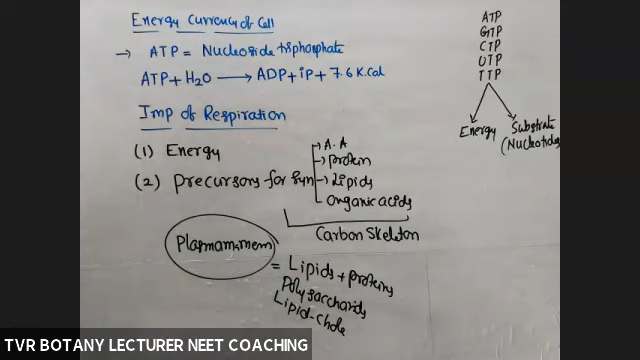 Energy Currency of Cell
→ ATP = Nucleoside triphosphate
ATP + H2O → ADP + iP + 7.6 K.Cal
Imp of Respiration
(1) Energy
(2) Precursors for Syn
→ A.A
→ protein
→ Lipids
Organic acids
Carbon Skeleton
Plasmamem
= Lipids + proteins
Polysaccharids
Lipid-Chole
ATP
GTP
CTP
UTP
TTP
Energy
Substrate
(Nucleotides
TVR BOTANY LECTURER NEET COACHING